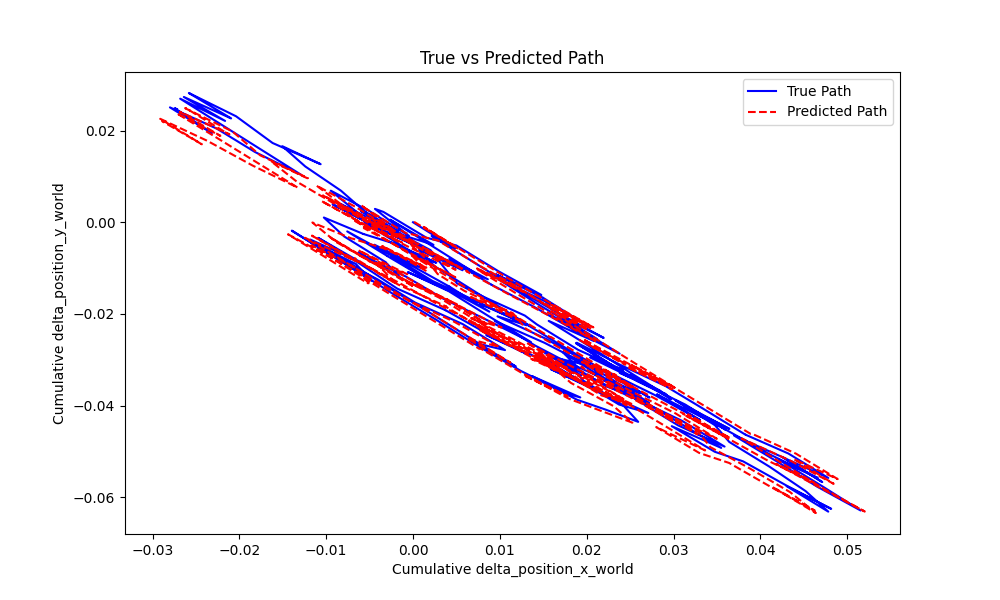 True vs Predicted Path
True Path
Predicted Path
Cumulative delta_position_y_world
0.02
0.00
−0.02
−0.04
−0.06
−0.03
−0.02
−0.01
0.00
0.01
0.02
0.03
0.04
0.05
Cumulative delta_position_x_world